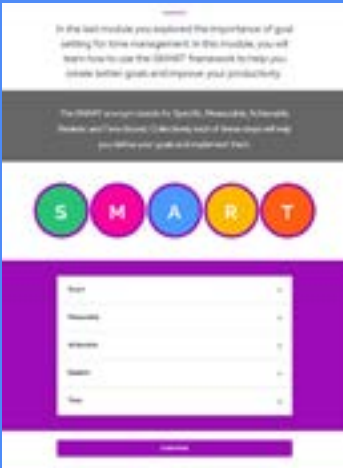 In the last module you explored the importance of goal
setting for time management. In this module, you will
learn how to use the SMART framework to help you
create better goals and improve your productivity.
The SMART acronym stands for Specific, Measurable, Achievable,
Realistic and Time-Bound. Collectively, each of these steps will help
you define your goals and implement them.
S M A R T
Measurable
Achievable
Time